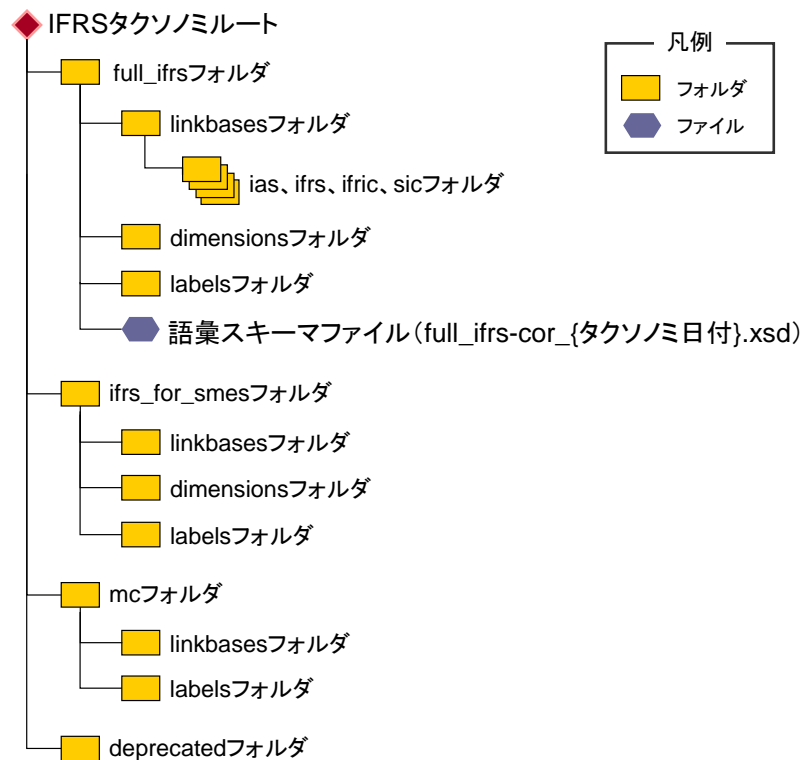 IFRSタクソノミルート
凡例
フォルダ
ファイル
full_ifrsフォルダ
linkbasesフォルダ
ias、ifrs、ifric、sicフォルダ
dimensionsフォルダ
labelsフォルダ
語彙スキーマファイル（full_ifrs-cor_{タクソノミ日付}.xsd）
ifrs_for_smesフォルダ
linkbasesフォルダ
dimensionsフォルダ
labelsフォルダ
mcフォルダ
linkbasesフォルダ
labelsフォルダ
deprecatedフォルダ